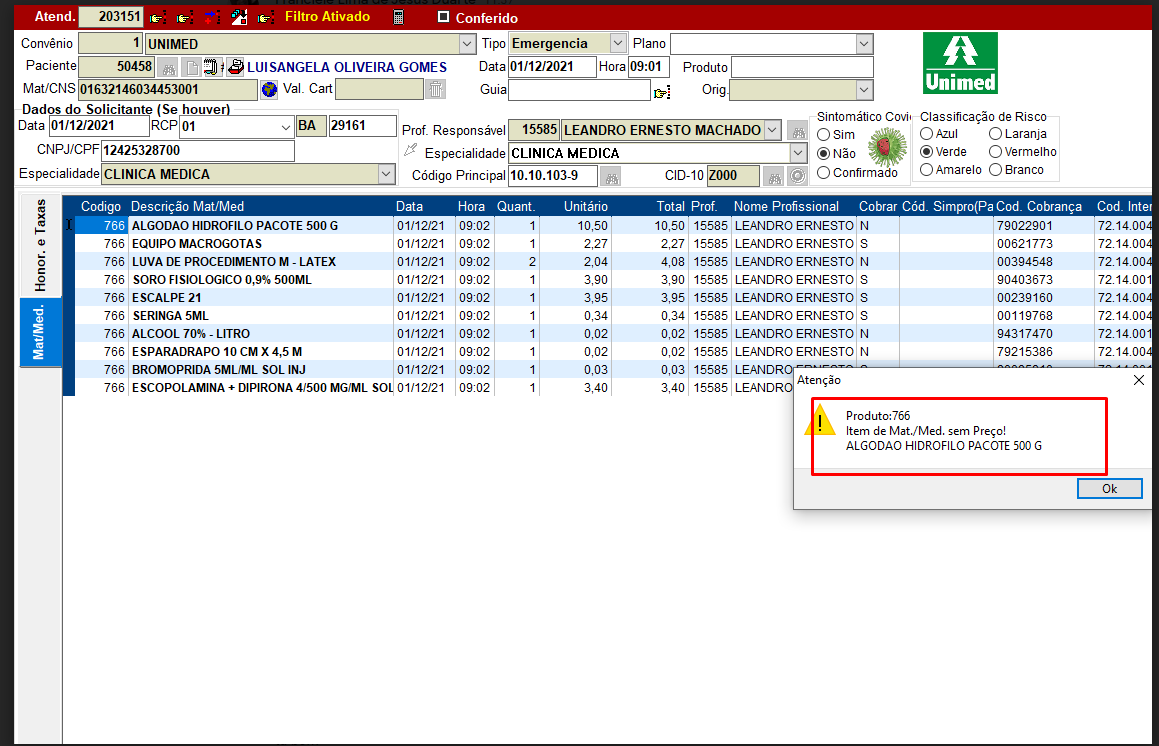 Atend. 203151 Filtro Ativado Conferido
Convênio 1 UNIMED Tipo Emergencia Plano
Paciente 50458 LUISANGELA OLIVEIRA GOMES Data 01/12/2021 Hora 09:01 Produto
Mat/CNS 01632146034453001 Val. Cart Guia Orig.
Unimed
Dados do Solicitante (Se houver)
Data 01/12/2021 RCP 01 BA 29161
CNPJ/CPF 12425328700
Especialidade CLINICA MEDICA
Prof. Responsável 15585 LEANDRO ERNESTO MACHADO
Especialidade CLINICA MEDICA
Código Principal 10.10.103-9 CID-10 Z000
Sintomático Covi
Sim
Não
Confirmado
Classificação de Risco
Azul Laranja
Verde Vermelho
Amarelo Branco
Honor. e Taxas
Mat/Med.
Codigo Descrição Mat/Med Data Hora Quant. Unitário Total Prof. Nome Profissional Cobrar Cód. Simpro(Pa Cod. Cobrança Cod. Inter
766 ALGODAO HIDROFILO PACOTE 500 G 01/12/21 09:02 1 10,50 10,50 15585 LEANDRO ERNESTO N 79022901 72.14.004
766 EQUIPO MACROGOTAS 01/12/21 09:02 1 2,27 2,27 15585 LEANDRO ERNESTO S 00621773 72.14.004
766 LUVA DE PROCEDIMENTO M - LATEX 01/12/21 09:02 2 2,04 4,08 15585 LEANDRO ERNESTO N 00394548 72.14.004
766 SORO FISIOLOGICO 0,9% 500ML 01/12/21 09:02 1 3,90 3,90 15585 LEANDRO ERNESTO S 90403673 72.14.001
766 ESCALPE 21 01/12/21 09:02 1 3,95 3,95 15585 LEANDRO ERNESTO S 00239160 72.14.004
766 SERINGA 5ML 01/12/21 09:02 1 0,34 0,34 15585 LEANDRO ERNESTO S 00119768 72.14.004
766 ALCOOL 70% - LITRO 01/12/21 09:02 1 0,02 0,02 15585 LEANDRO ERNESTO N 94317470 72.14.001
766 ESPARADRAPO 10 CM X 4,5 M 01/12/21 09:02 1 0,02 0,02 15585 LEANDRO ERNESTO N 79215386 72.14.004
766 BROMOPRIDA 5ML/ML SOL INJ 01/12/21 09:02 1 0,03 0,03 15585 LEANDRO
766 ESCOPOLAMINA + DIPIRONA 4/500 MG/ML SOL 01/12/21 09:02 1 3,40 3,40 15585 LEANDRO
Atenção
Produto:766
Item de Mat./Med. sem Preço!
ALGODAO HIDROFILO PACOTE 500 G
Ok